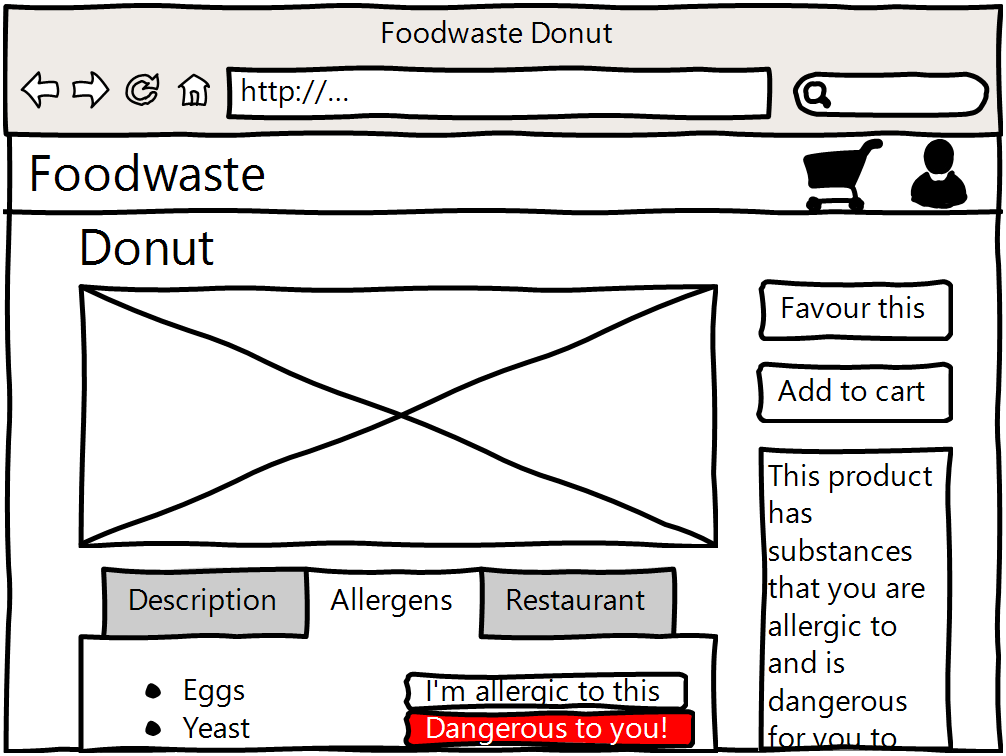 Foodwaste Donut
http://...
Foodwaste
Donut
Favour this
Add to cart
This product
has
substances
that you are
allergic to
and is
dangerous
for you to
Description
Allergens
Restaurant
Eggs
I'm allergic to this
Yeast
Dangerous to you!